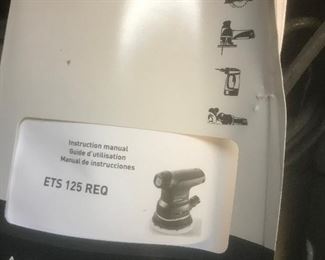 Instruction manual
Guide d'utilisation
Manual de instrucciones
ETS 125 REQ